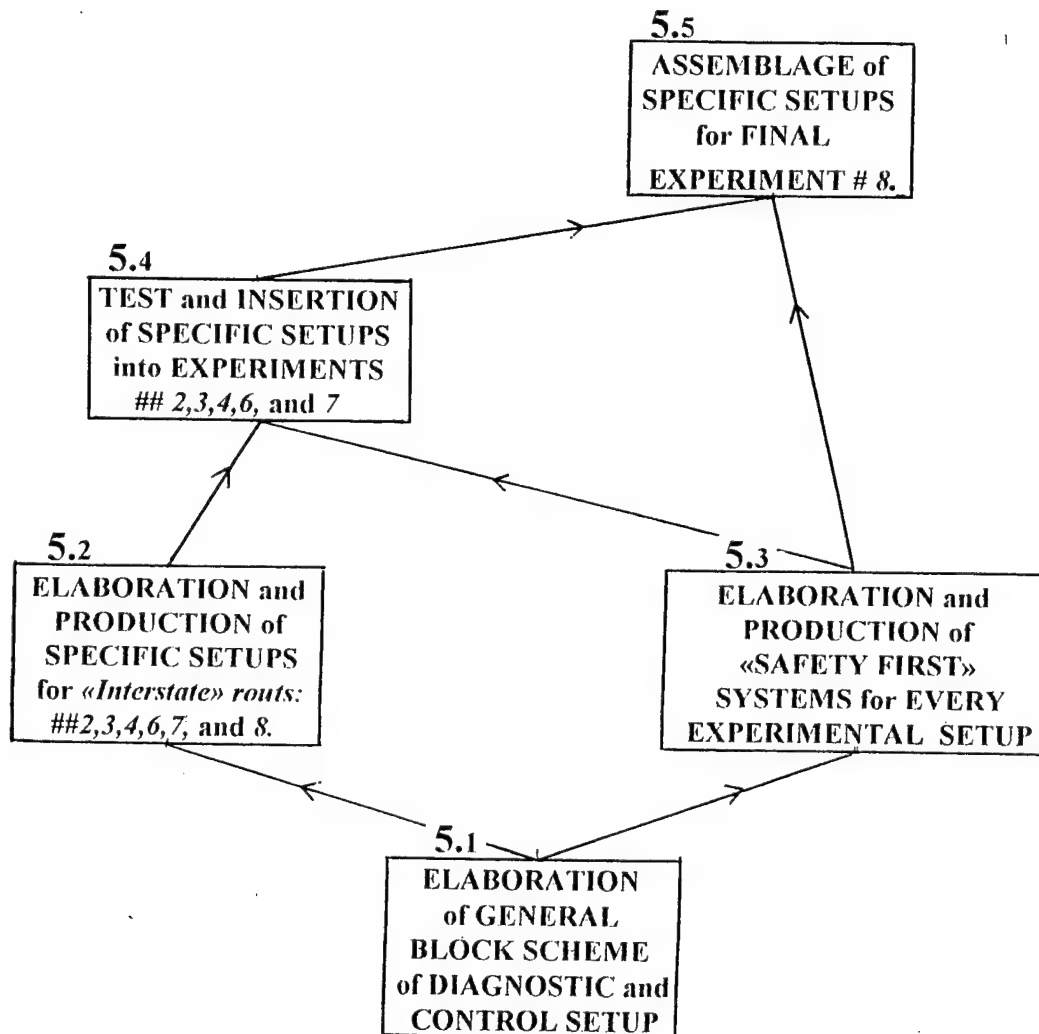 5.5
ASSEMBLAGE of
SPECIFIC SETUPS
for FINAL
EXPERIMENT # 8.
5.4
TEST and INSERTION
of SPECIFIC SETUPS
into EXPERIMENTS
## 2,3,4,6, and 7
5.2
ELABORATION and
PRODUCTION of
SPECIFIC SETUPS
for «Interstate» routs:
##2,3,4,6,7, and 8.
5.3
ELABORATION and
PRODUCTION of
«SAFETY FIRST»
SYSTEMS for EVERY
EXPERIMENTAL SETUP
5.1
ELABORATION
of GENERAL
BLOCK SCHEME
of DIAGNOSTIC and
CONTROL SETUP